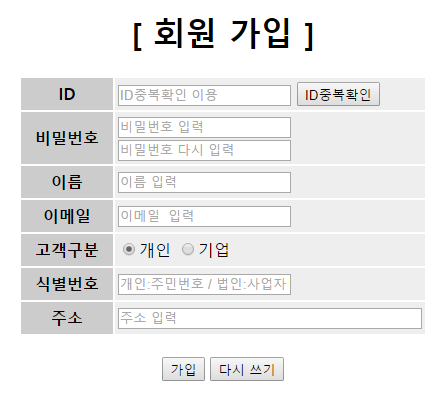 [ 회원 가입 ]
ID ID중복확인 이용 ID중복확인
비밀번호 비밀번호 입력
비밀번호 다시 입력
이름 이름 입력
이메일 이메일 입력
고객구분 개인 기업
식별번호 개인:주민번호 / 법인:사업자
주소 주소 입력
가입 다시 쓰기